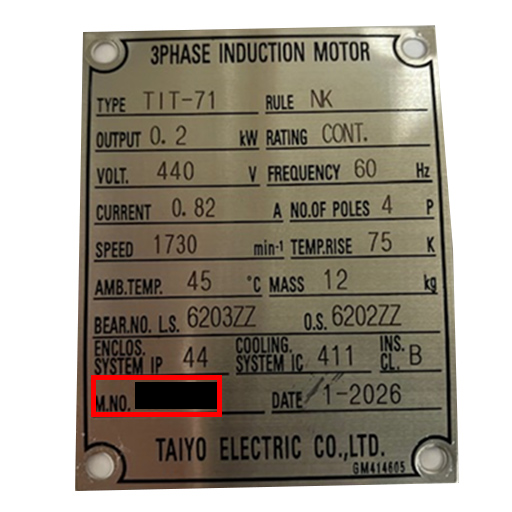 3PHASE INDUCTION MOTOR
TYPE TIT-71 RULE NK
OUTPUT 0.2 kW RATING CONT.
VOLT. 440 V FREQUENCY 60 Hz
CURRENT 0.82 A NO.OF POLES 4 P
SPEED 1730 min-1 TEMP.RISE 75 K
AMB.TEMP. 45 °C MASS 12 kg
BEAR.NO. L.S. 6203ZZ O.S. 6202ZZ
ENCLOS. SYSTEM IP 44 COOLING. SYSTEM IC 411 INS. CL. B
M.NO. DATE 1-2026
TAIYO ELECTRIC CO.,LTD.
GM414605